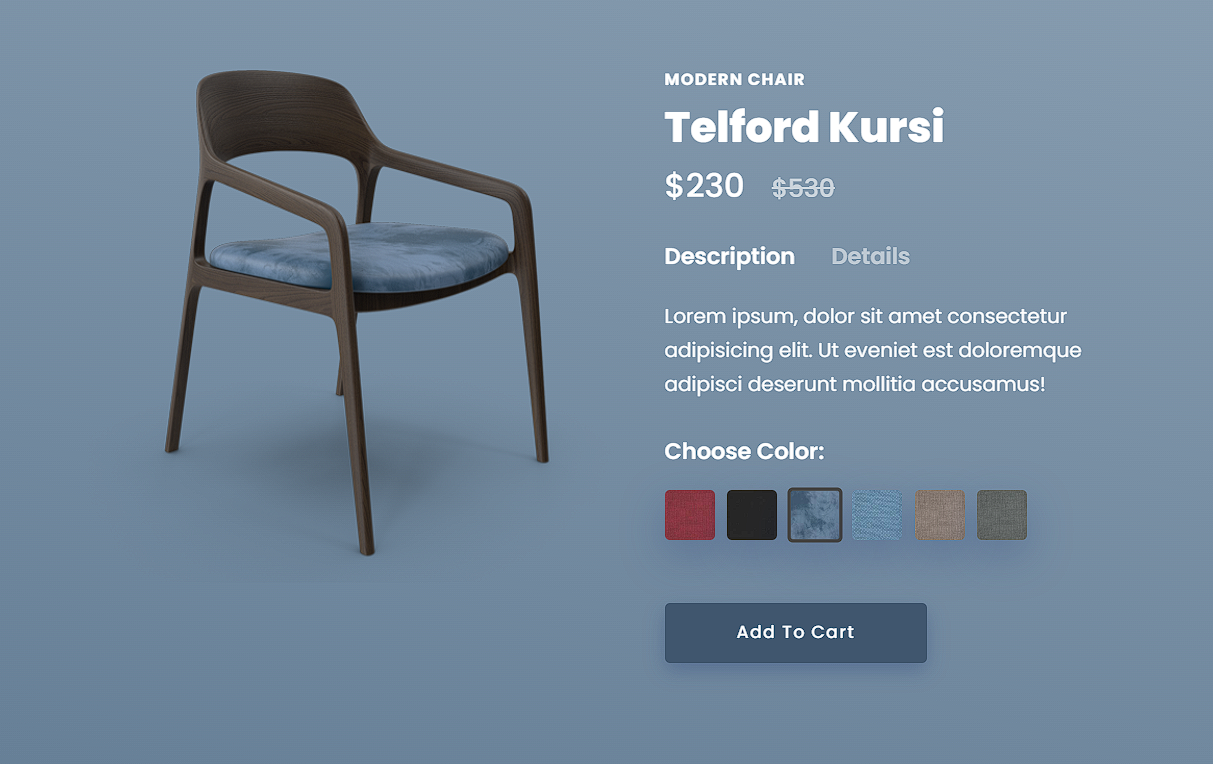 MODERN CHAIR
Telford Kursi
$230 $530
Description Details
Lorem ipsum, dolor sit amet consectetur
adipisicing elit. Ut eveniet est doloremque
adipisci deserunt mollitia accusamus!
Choose Color:
Add To Cart